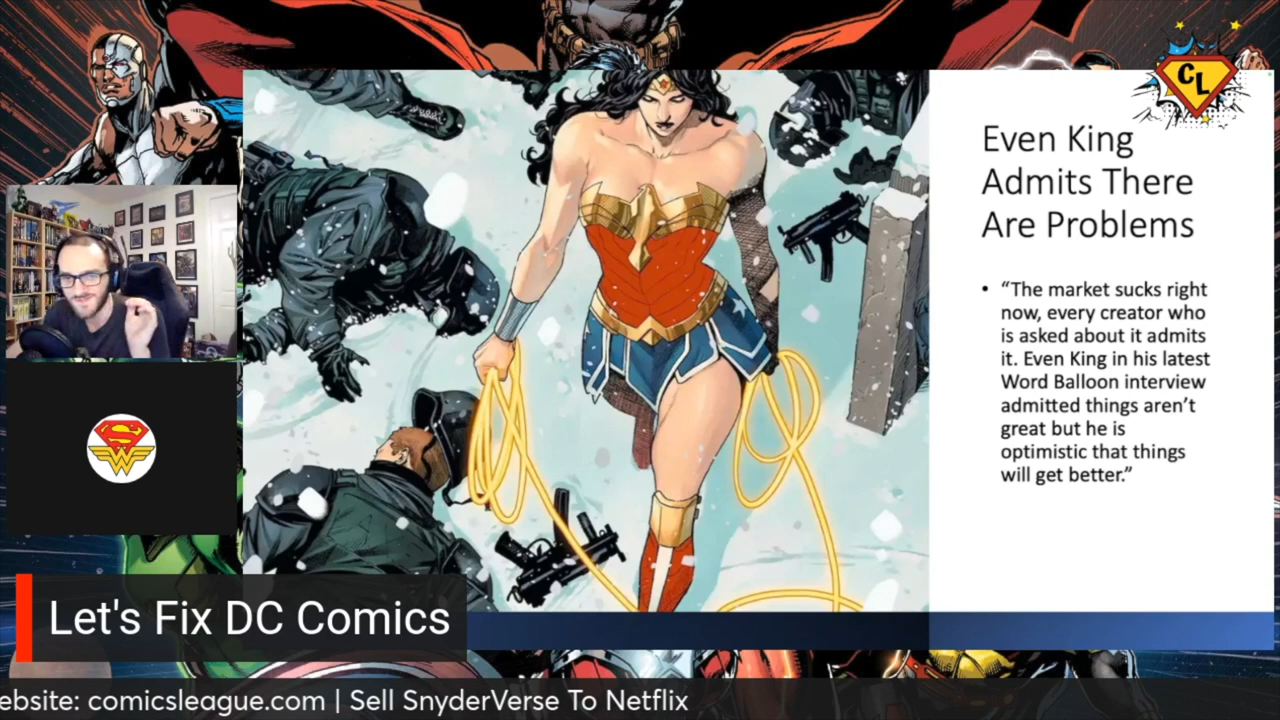 CL
Even King
Admits There
Are Problems
• “The market sucks right
now, every creator who
is asked about it admits
it. Even King in his latest
Word Balloon interview
admitted things aren’t
great but he is
optimistic that things
will get better.”
Let's Fix DC Comics
ebsite: comicsleague.com | Sell SnyderVerse To Netflix